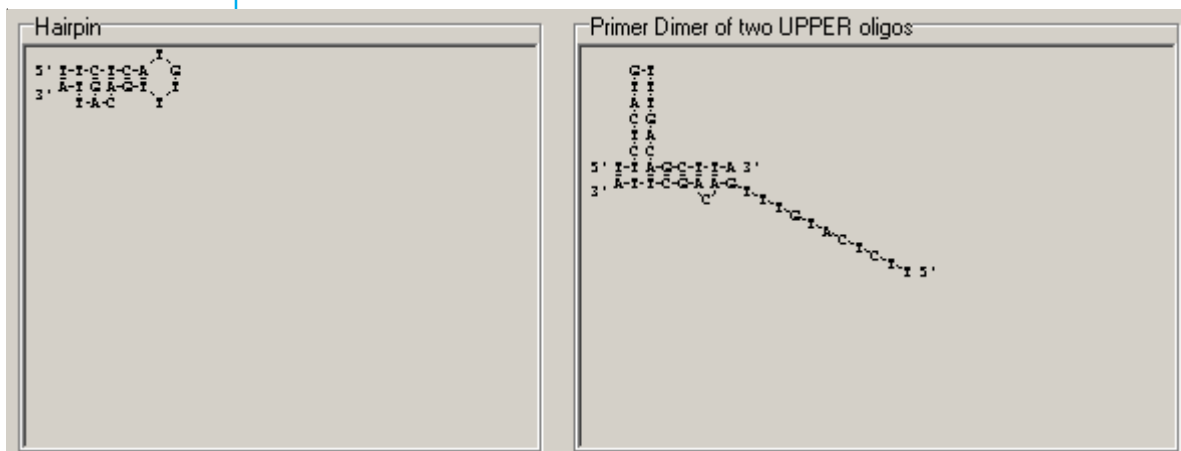 Hairpin
T
5' T-T-C-T-C-A G
A-T G-A-G-T T
3' T-A-C T
Primer Dimer of two UPPER oligos
G-T
T T
A T
C G
T A
C C
5' T-T A-G-C-T-T-A 3'
3' A-T-T-C-G-A A-G
C T-T-T-G-T-A-C-T-C-T-T 5'